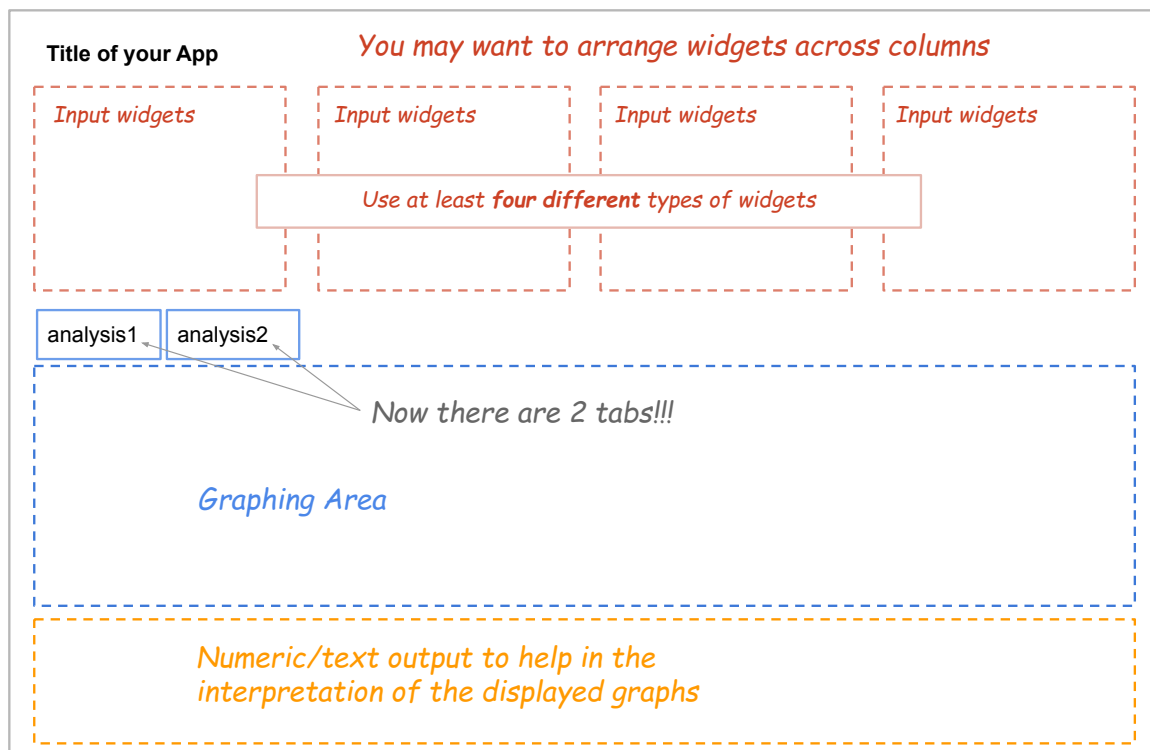 Title of your App
You may want to arrange widgets across columns
Input widgets
Input widgets
Input widgets
Input widgets
Use at least four different types of widgets
analysis1
analysis2
Now there are 2 tabs!!!
Graphing Area
Numeric/text output to help in the
interpretation of the displayed graphs